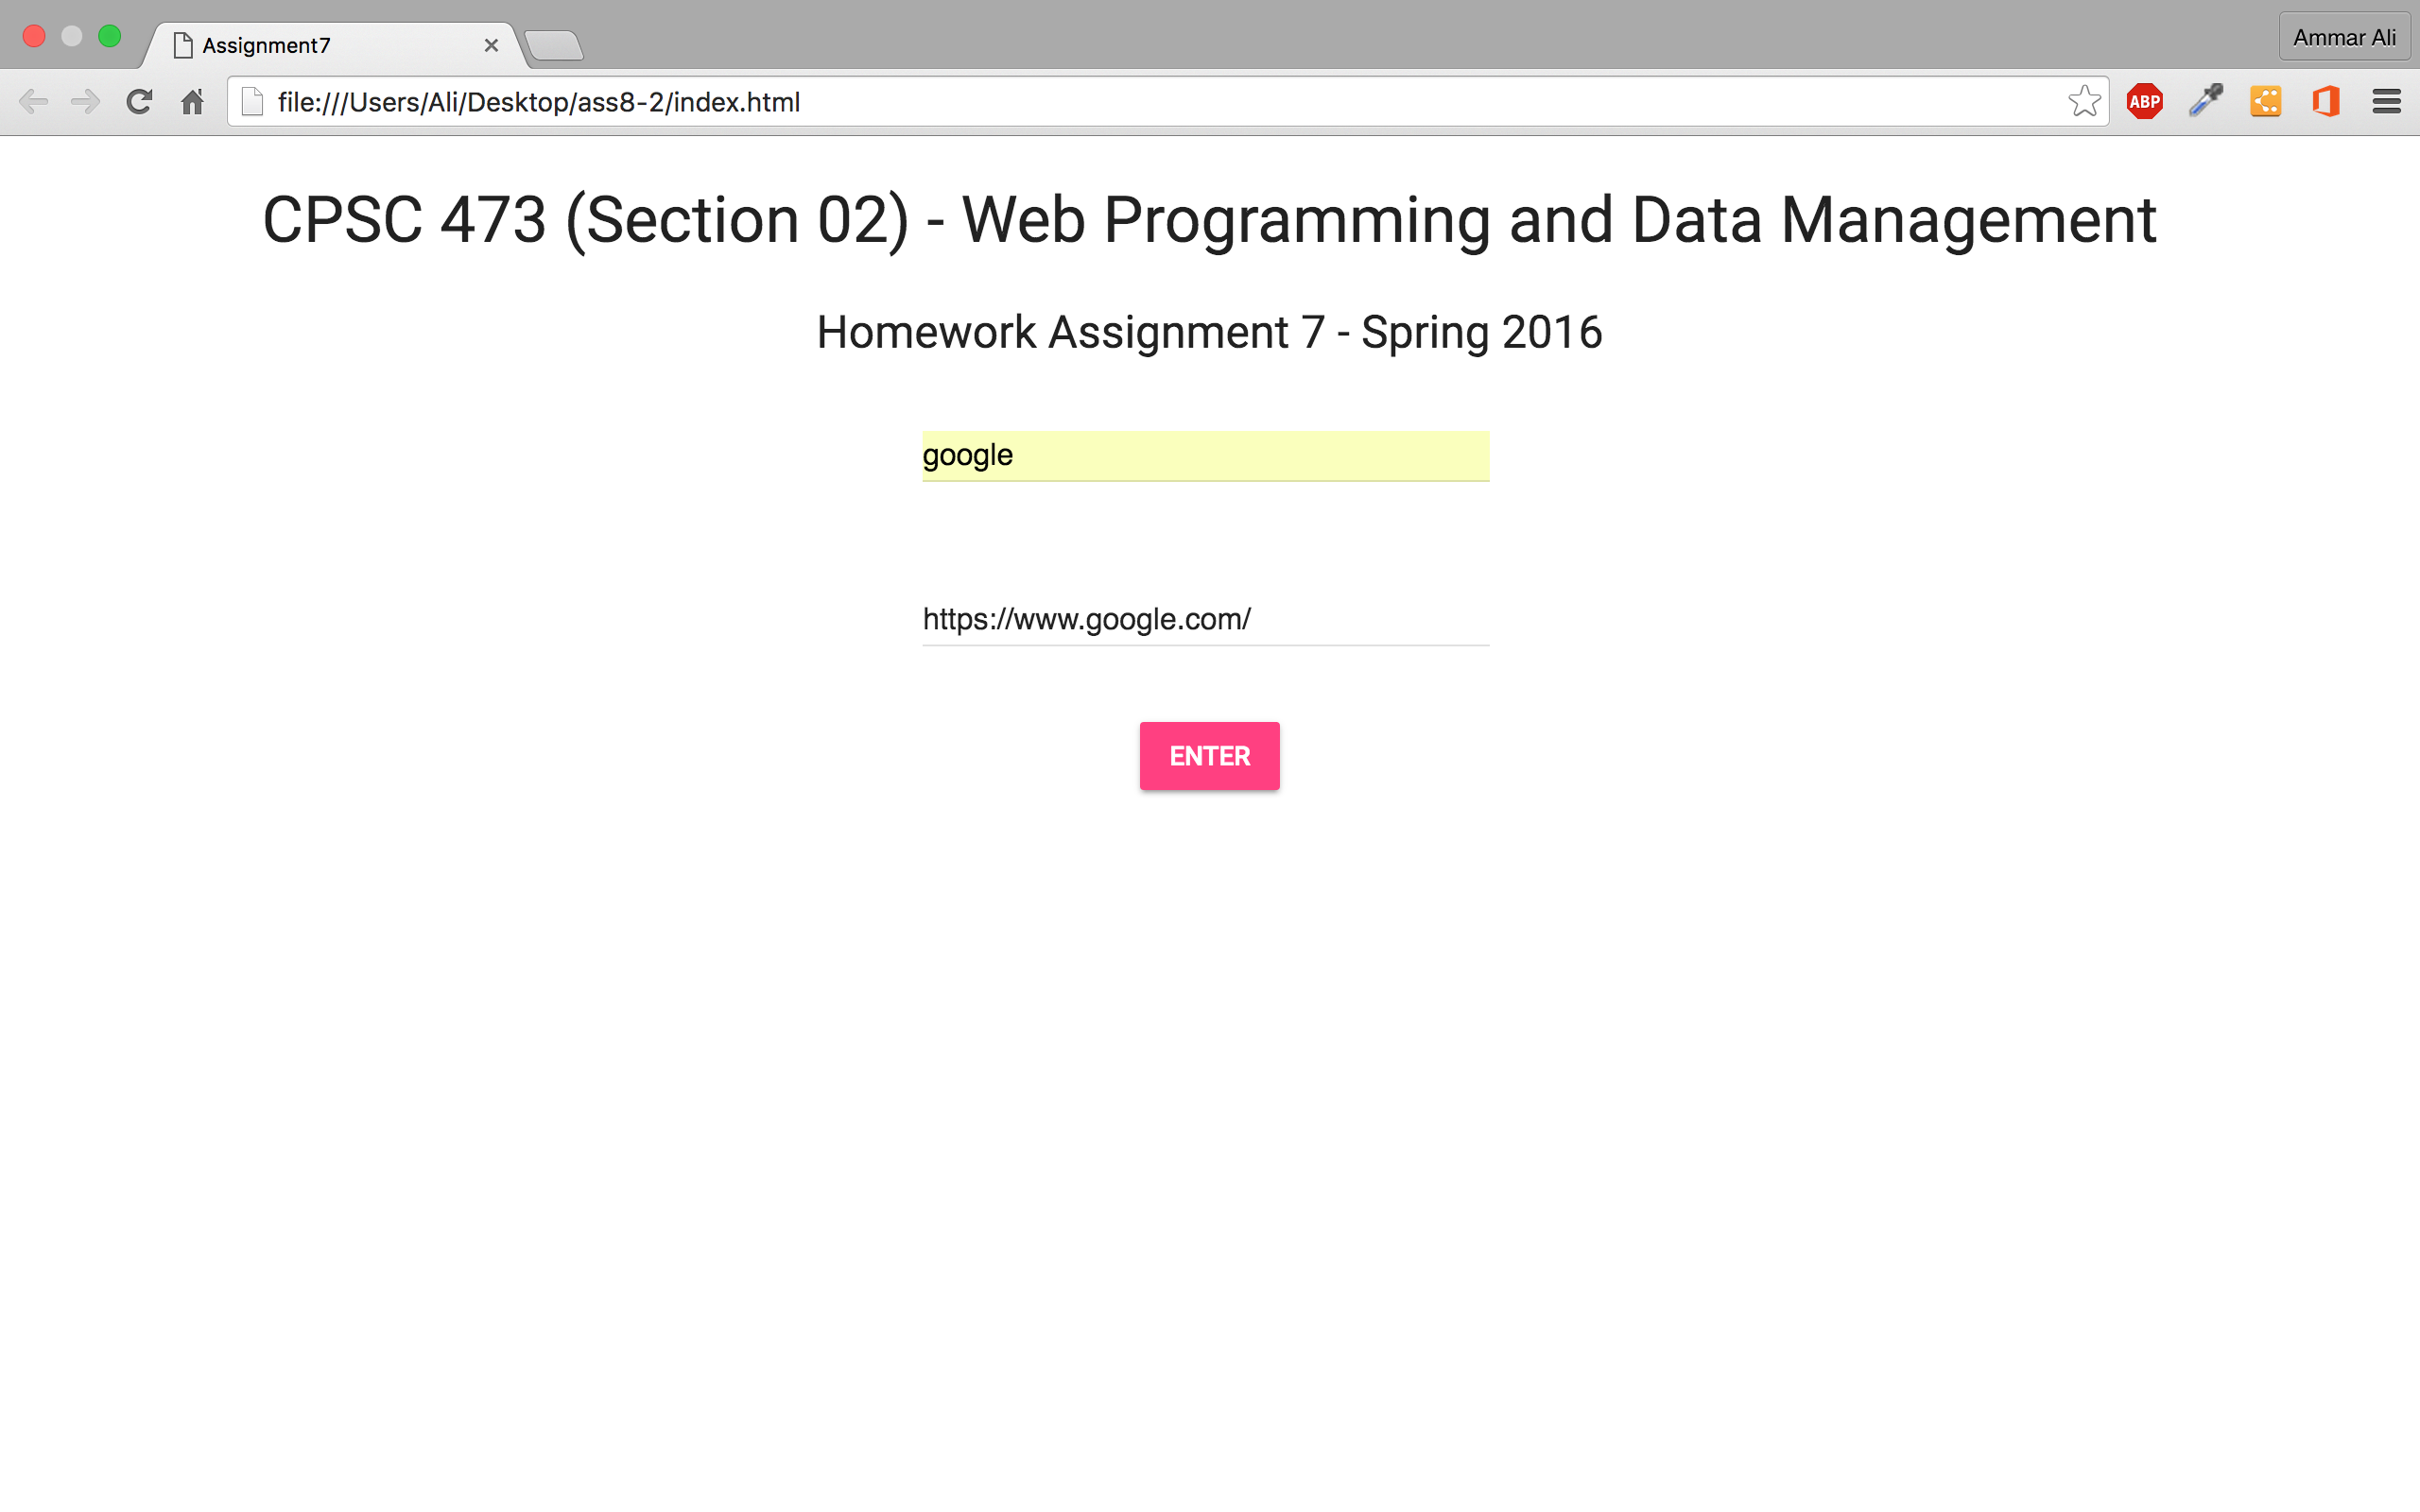 Assignment7
Ammar Ali
file:///Users/Ali/Desktop/ass8-2/index.html
ABP
CPSC 473 (Section 02) - Web Programming and Data Management
Homework Assignment 7 - Spring 2016
google
https://www.google.com/
ENTER